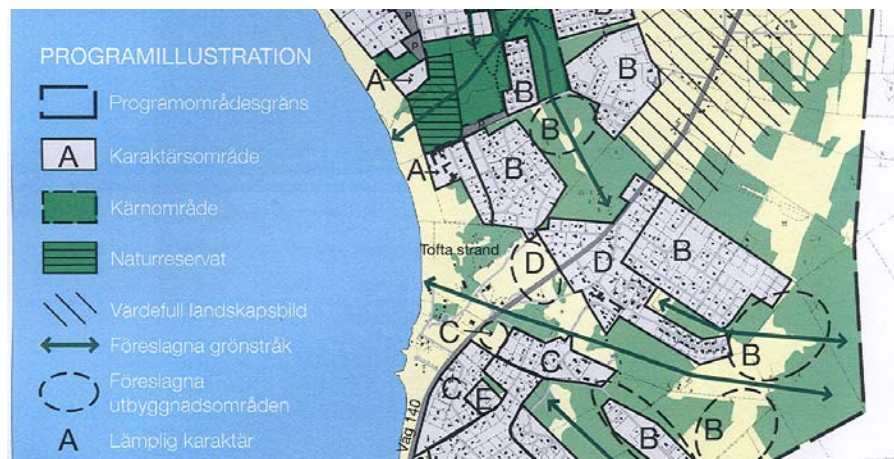 PROGRAMILLUSTRATION
Programområdesgräns
A
Karaktärsområde
Kärnområde
Naturreservat
Värdefull landskapsbild
Föreslagna grönstråk
Föreslagna
utbyggnadsområden
A
Lämplig karaktär
P
P
B
A
B
B
B
B
A
Tofta strand
D
D
B
C
C
B
C
E
B
B
Väg 140